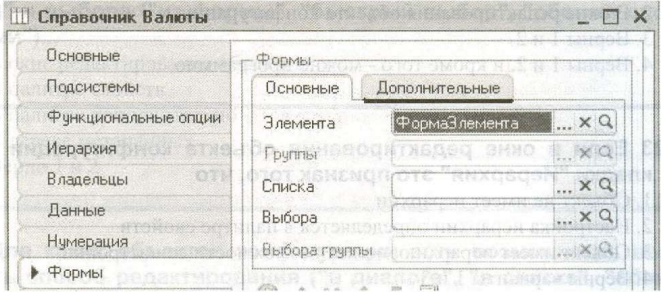 Справочник Валюты
Основные
Подсистемы
Функциональные опции
Иерархия
Владельцы
Данные
Нумерация
Формы
Формы
Основные
Дополнительные
Элемента
ФормаЭлемента
Группы
Списка
Выбора
Выбора группы